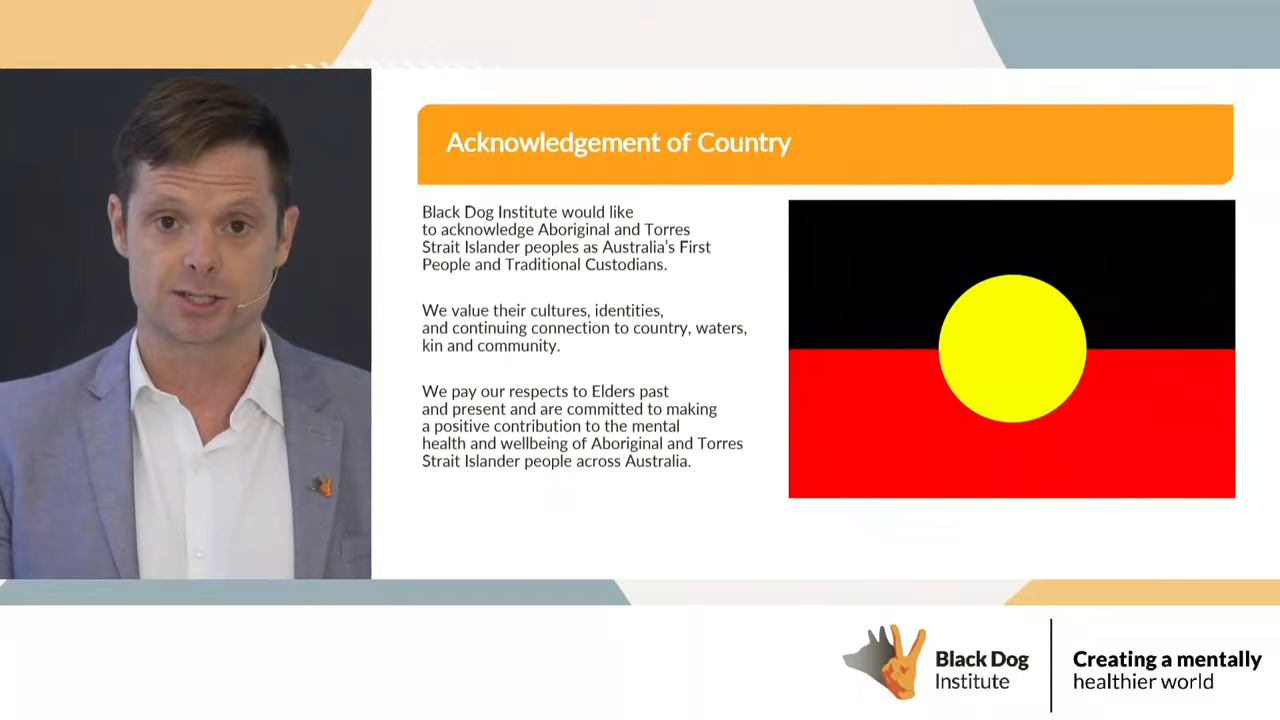 Acknowledgement of Country
Black Dog Institute would like
to acknowledge Aboriginal and Torres
Strait Islander peoples as Australia's First
People and Traditional Custodians.
We value their cultures, identities,
and continuing connection to country, waters,
kin and community.
We pay our respects to Elders past
and present and are committed to making
a positive contribution to the mental
health and wellbeing of Aboriginal and Torres
Strait Islander people across Australia.
Black Dog
Institute
Creating a mentally
healthier world